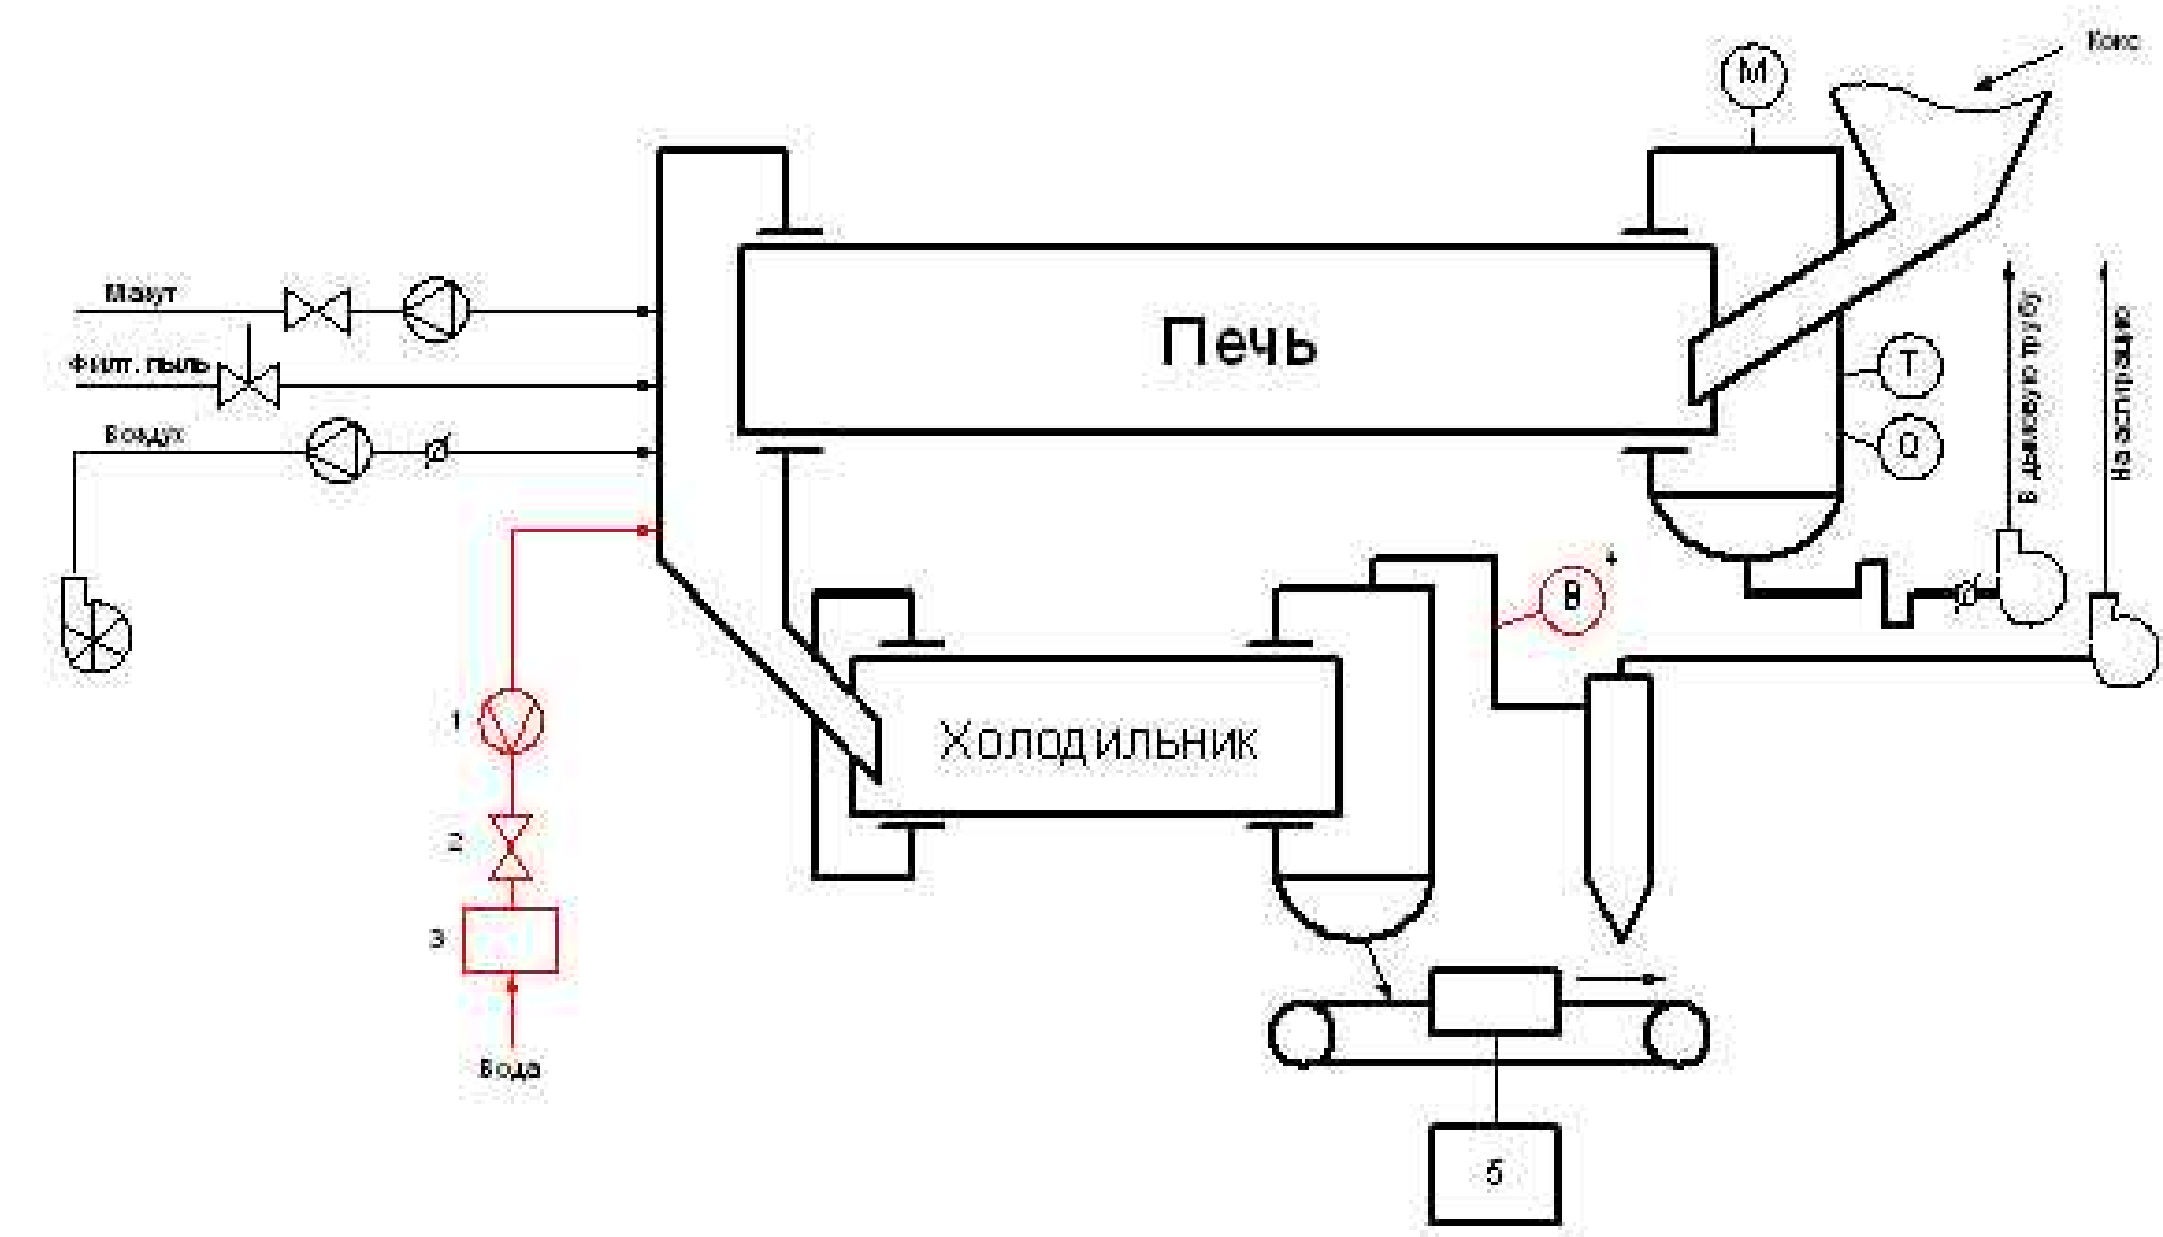 Кокс
М
Мазут
Печь
Филт. пыль
Т
Воздух
О
В дымовую трубу
На аспирацию
В
1
Холодильник
2
3
Вода
5